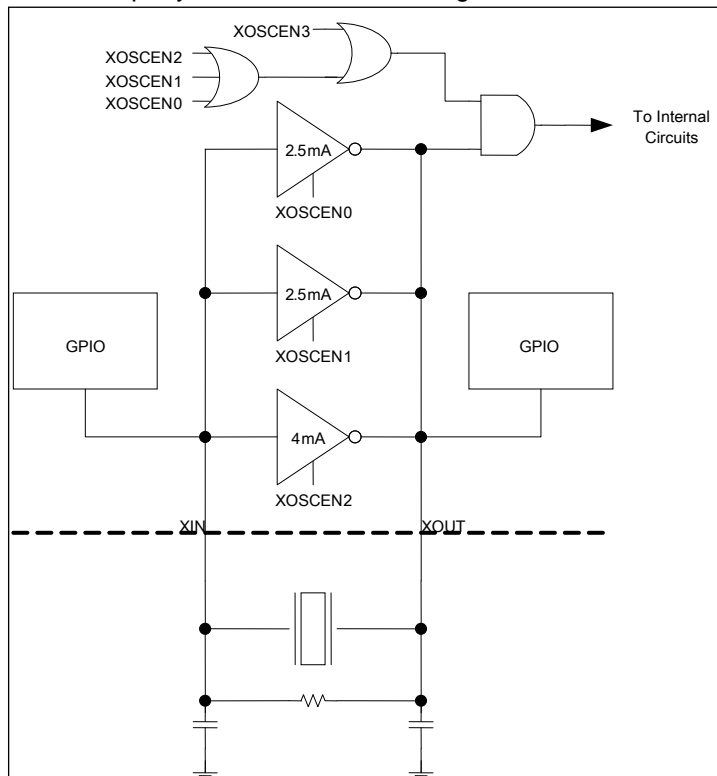 XOSCEN3
XOSCEN2
XOSCEN1
XOSCEN0
To Internal
Circuits
2.5mA
XOSCEN0
2.5mA
XOSCEN1
GPIO
GPIO
4mA
XOSCEN2
XIN
XOUT